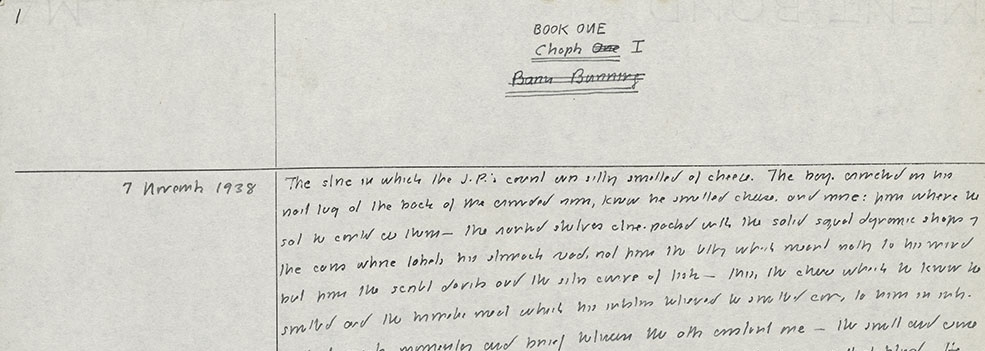 1
BOOK ONE
Chapter One I
Barn Burning
7 November 1938
The store in which the J.P.'s court was sitting smelled of cheese. The boy, crouched on his
nail keg at the back of the crowded room, knew he smelled cheese, and more: from where he
sat he could see them — the ranked shelves close-packed with the solid squat dynamic shapes of
the cans whose labels his stomach read, not from the lettering which meant nothing to his mind
but from the scarlet devils and the silver curve of fish — this, the cheese which he knew he
smelled and the hermetic meat which his intestines believed he smelled coming to him in
momentary and brief between the other constant one — the smell and sense